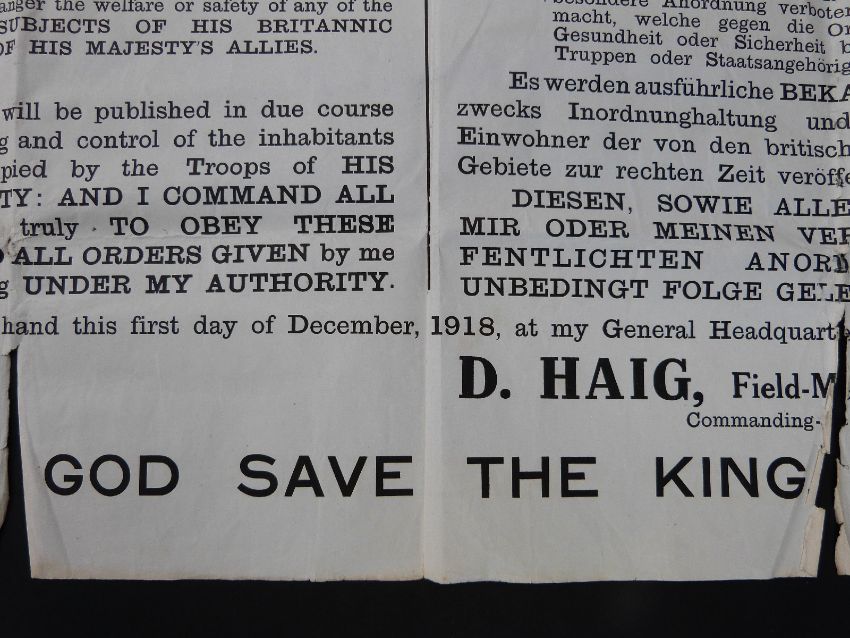 anger the welfare or safety of any of the
SUBJECTS OF HIS BRITANNIC
OF HIS MAJESTY'S ALLIES.
will be published in due course
g and control of the inhabitants
pied by the Troops of HIS
TY: AND I COMMAND ALL
truly TO OBEY THESE
ALL ORDERS GIVEN by me
g UNDER MY AUTHORITY.
besondere Anordnung verboten
macht, welche gegen die Or
Gesundheit oder Sicherheit b
Truppen oder Staatsangehörig
Es werden ausführliche BEKA
zwecks Inordnunghaltung und
Einwohner der von den britisch
Gebiete zur rechten Zeit veröffe
DIESEN, SOWIE ALLE
MIR ODER MEINEN VER
FENTLICHTEN ANORD
UNBEDINGT FOLGE GELE
hand this first day of December, 1918, at my General Headquart
D. HAIG, Field-M
Commanding-
GOD SAVE THE KING